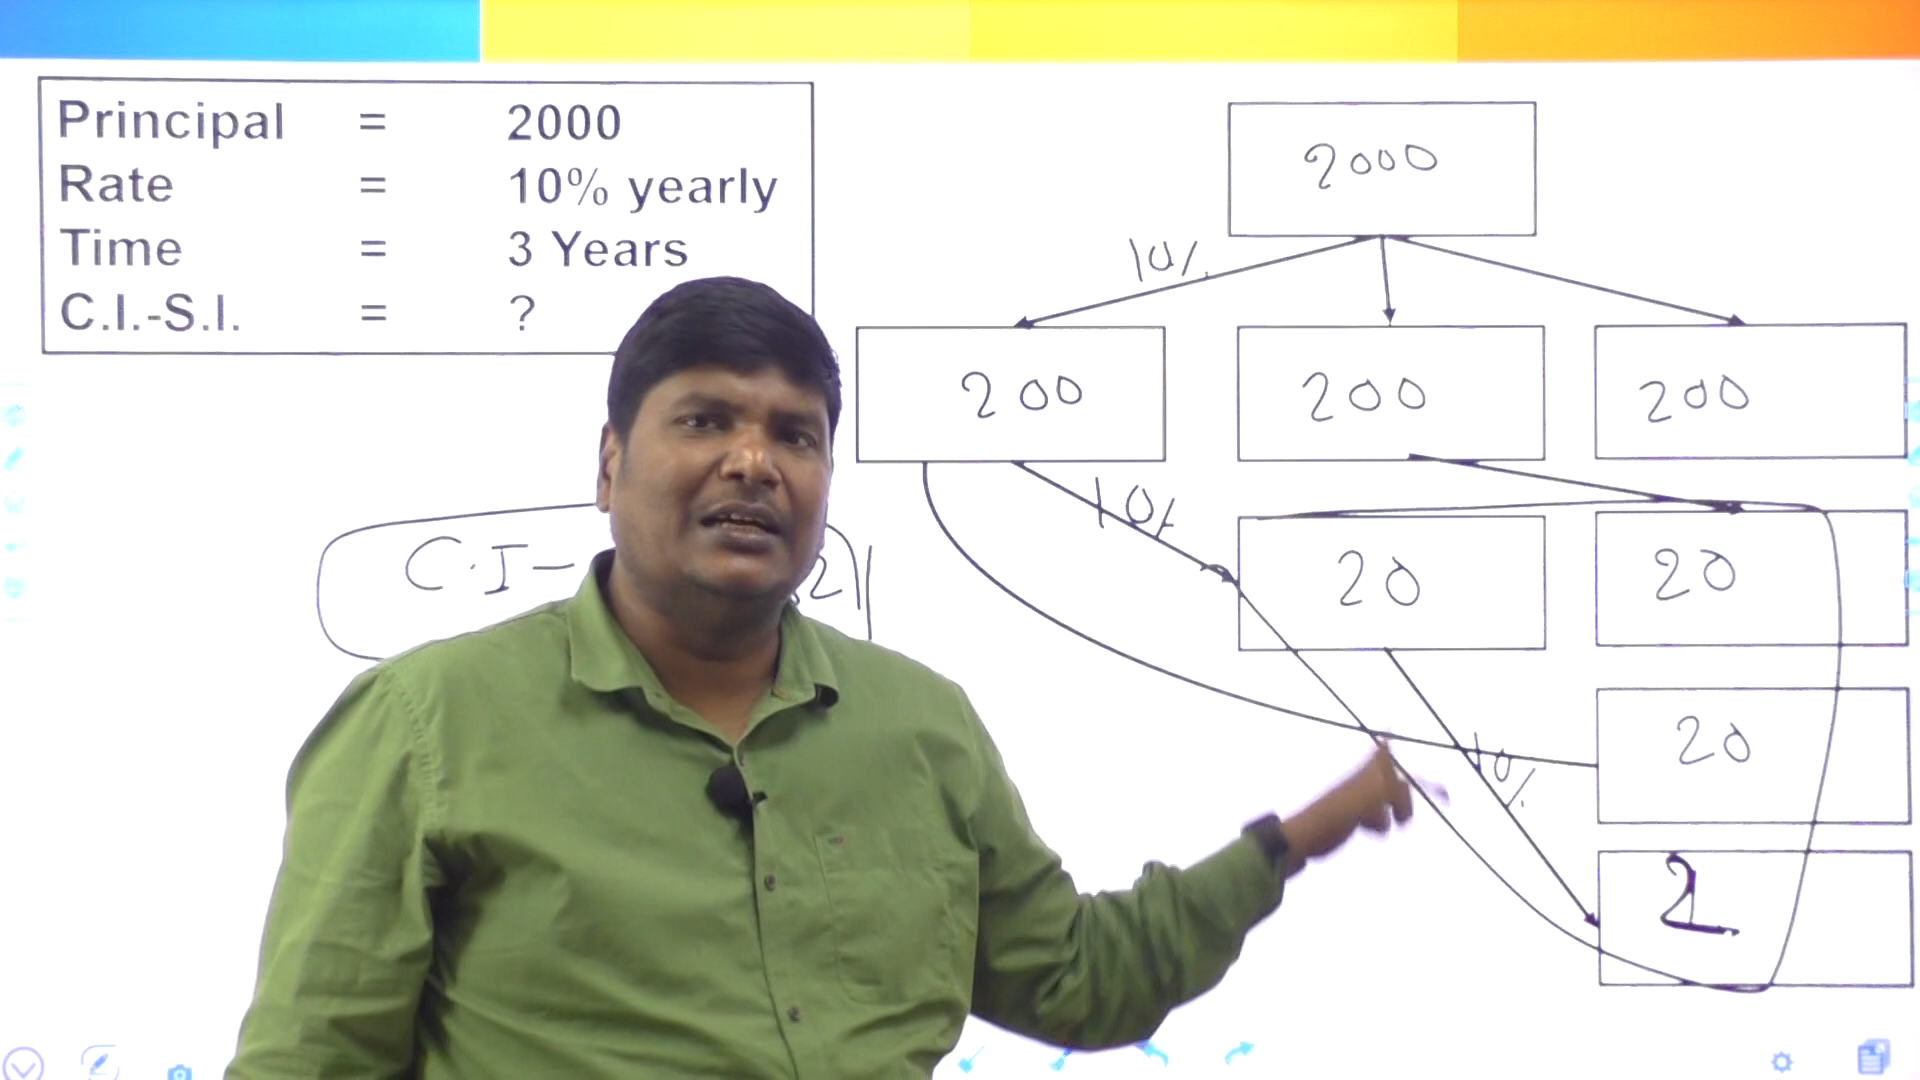 Principal = 2000
Rate = 10% yearly
Time = 3 Years
C.I.-S.I. = ?
2000
10%
200 200 200
10%
20 20
C.I-
20
10%
2